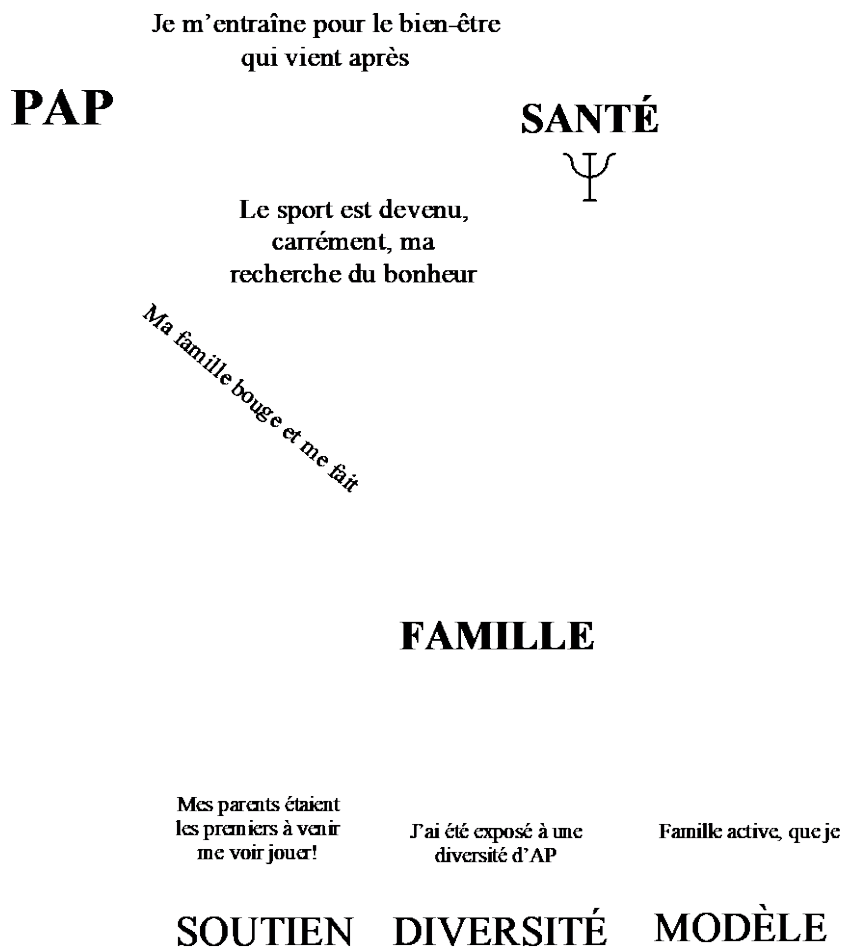 Je m'entraîne pour le bien-être
qui vient après
PAP
SANTÉ
Ψ
Le sport est devenu,
carrément, ma
recherche du bonheur
Ma famille bouge et me fait
FAMILLE
Mes parents étaient
les premiers à venir
me voir jouer!
J'ai été exposé à une
diversité d'AP
Famille active, que je
SOUTIEN
DIVERSITÉ
MODÈLE